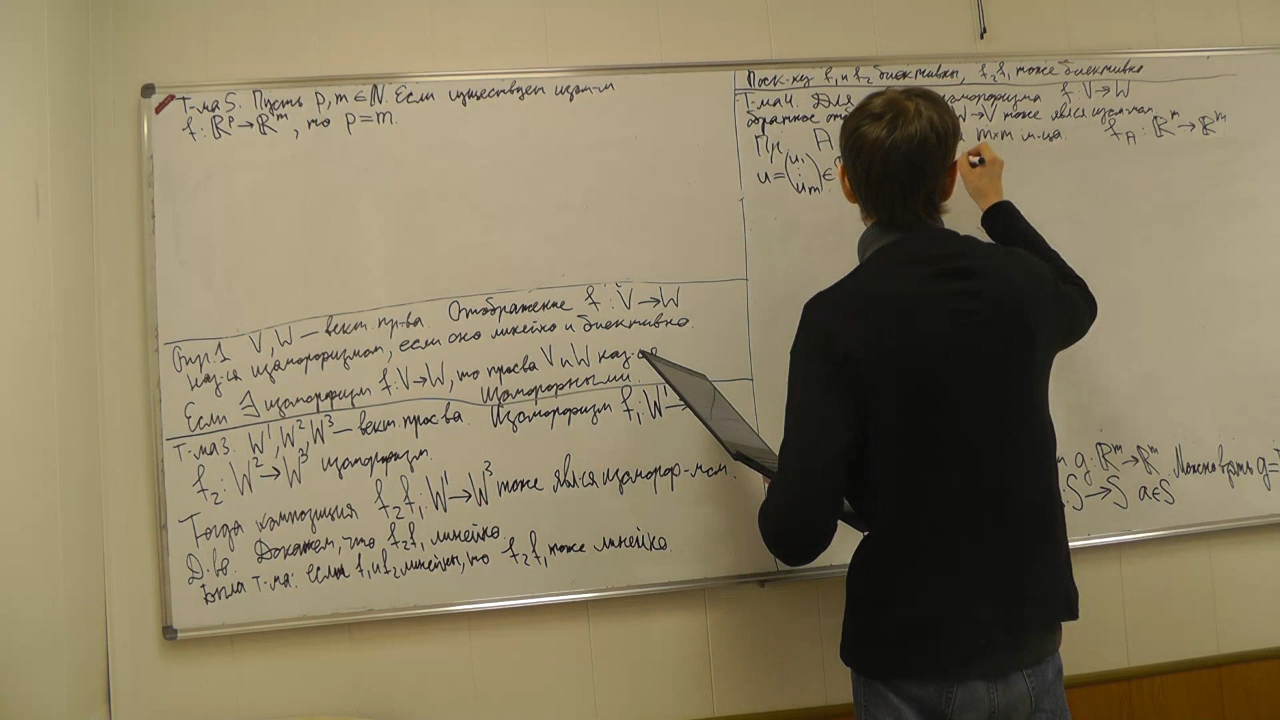 Т-ма 5. Пусть p, m ∈ ℕ. Если существует изом-м
f: ℝᵖ → ℝᵐ, то p = m.
Опр. 1 V, W — вект. пр-ва. Отображение f: V → W
наз-ся изоморфизмом, если оно линейно и биективно.
Если ∃ изоморфизм f: V → W, то пр-ва V и W наз-ся
изоморфными.
Т-ма 3. W¹, W², W³ — вект. прос-ва. Изоморфизм f₁: W¹ →
f₂: W² → W³ изоморфизм.
Тогда композиция f₂f₁: W¹ → W³ тоже явл-ся изоморф-мом.
Д-во. Докажем, что f₂f₁ линейно.
Была т-ма: если f₁ и f₂ линейны, то f₂f₁ тоже линейно.
Поск-ку f₁ и f₂ биективны, f₂f₁ тоже биективно
Т-ма 4. Для изоморфизма f: V → W
обратное W → V тоже явл-ся изом-мом
Пр. A m×m м-ца. f_A: ℝᵐ → ℝᵐ
u = (u₁ ⋮ uₘ) ∈
g: ℝᵐ → ℝᵐ. Можно взять g =
: S → S a ∈ S